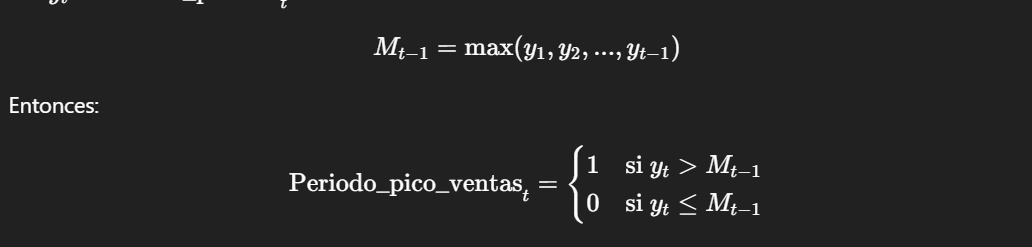 M_{t-1} = max(y_1, y_2, ..., y_{t-1})
Entonces:
Periodo_pico_ventas_t = { 1 si y_t > M_{t-1}
0 si y_t ≤ M_{t-1}